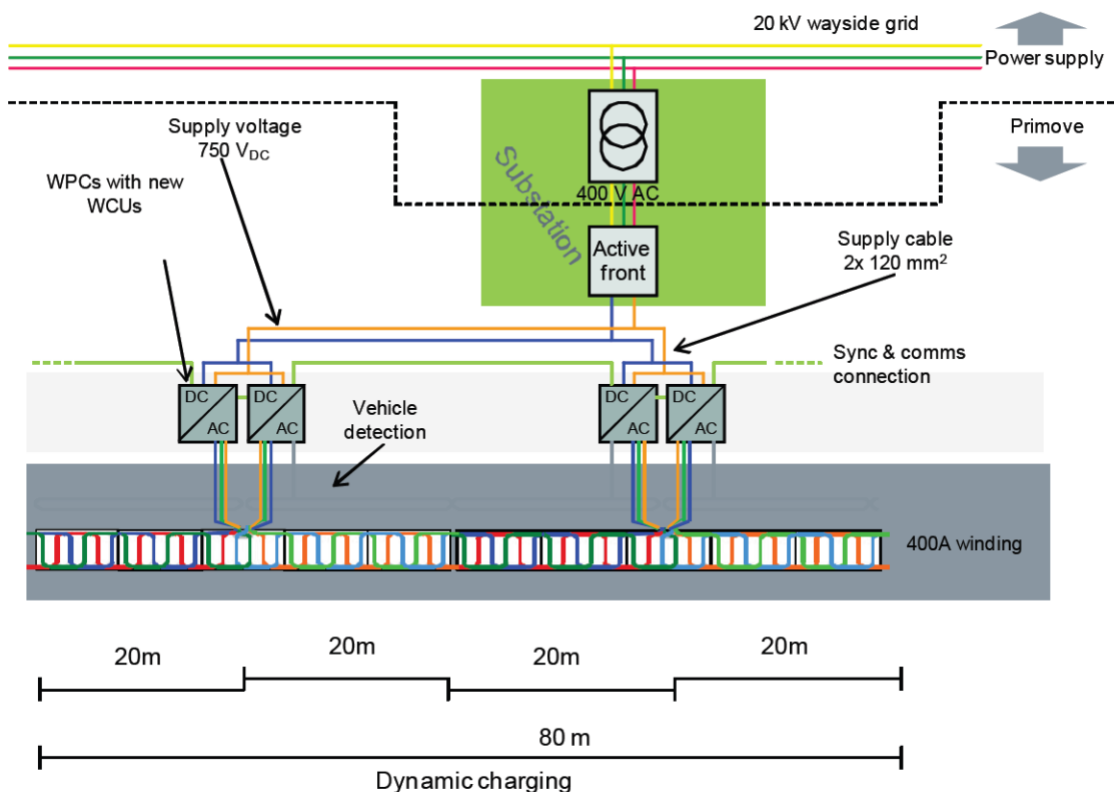 20 kV wayside grid
Power supply
Supply voltage
750 VDC
Primove
WPCs with new
WCUs
Substation
400 V AC
Active
front
Supply cable
2x 120 mm²
Sync & comms
connection
DC
AC
DC
AC
DC
AC
DC
AC
Vehicle
detection
400A winding
20m
20m
20m
20m
80 m
Dynamic charging